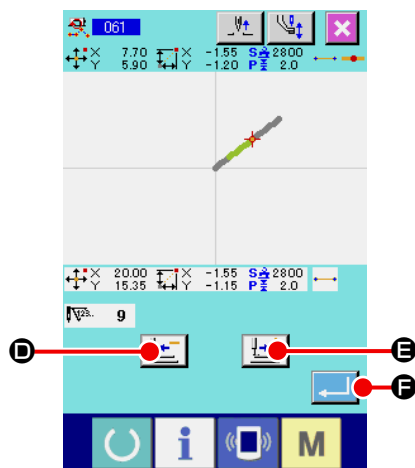 061
X 7.70 X -1.55 S 2800
Y 5.90 Y -1.20 P 2.0
X 20.00 X -1.55 S 2800
Y 15.35 Y -1.15 P 2.0
123.. 9
D E
F
i M